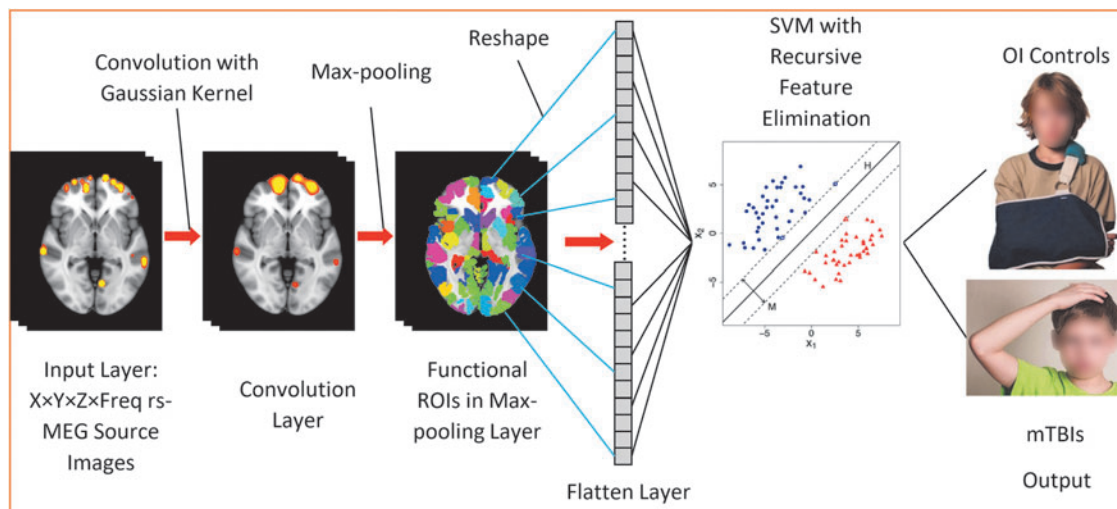 Convolution with
Gaussian Kernel
Max-pooling
Reshape
SVM with
Recursive
Feature
Elimination
OI Controls
Input Layer:
X×Y×Z×Freq rs-
MEG Source
Images
Convolution
Layer
Functional
ROIs in Max-
pooling Layer
Flatten Layer
H
M
X₂
5
0
−5
−5
0
5
X₁
mTBIs
Output